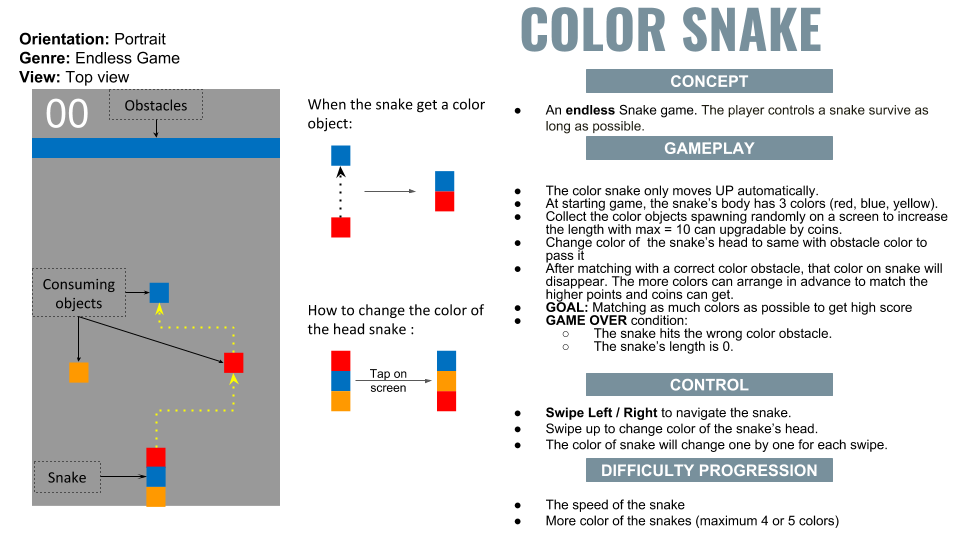 COLOR SNAKE
Orientation: Portrait
Genre: Endless Game
View: Top view
00
Obstacles
Consuming
objects
Snake
When the snake get a color
object:
How to change the color of
the head snake :
Tap on
screen
CONCEPT
● An endless Snake game. The player controls a snake survive as
long as possible.
GAMEPLAY
● The color snake only moves UP automatically.
● At starting game, the snake's body has 3 colors (red, blue, yellow).
● Collect the color objects spawning randomly on a screen to increase
the length with max = 10 can upgradable by coins.
● Change color of the snake's head to same with obstacle color to
pass it
● After matching with a correct color obstacle, that color on snake will
disappear. The more colors can arrange in advance to match the
higher points and coins can get.
● GOAL: Matching as much colors as possible to get high score
● GAME OVER condition:
○ The snake hits the wrong color obstacle.
○ The snake's length is 0.
CONTROL
● Swipe Left / Right to navigate the snake.
● Swipe up to change color of the snake's head.
● The color of snake will change one by one for each swipe.
DIFFICULTY PROGRESSION
● The speed of the snake
● More color of the snakes (maximum 4 or 5 colors)